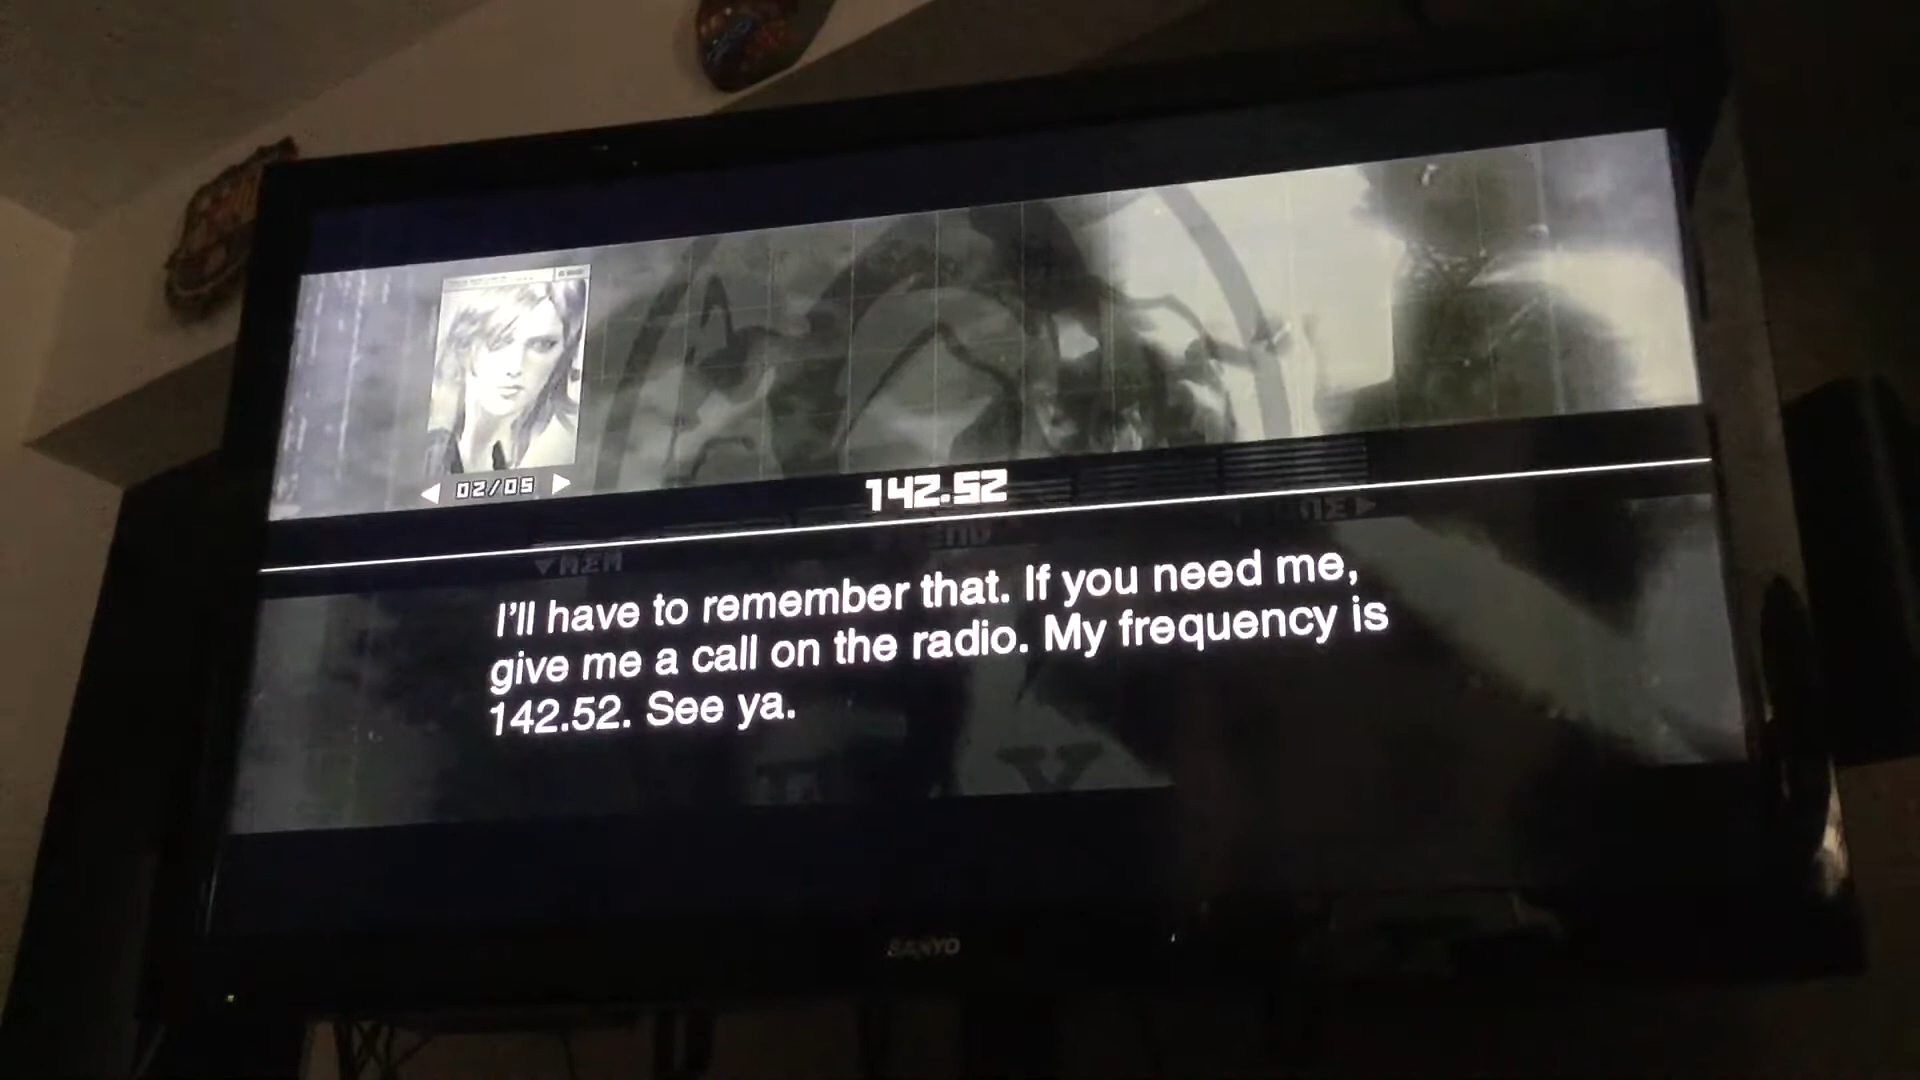 02/05
142.52
MEM
I'll have to remember that. If you need me,
give me a call on the radio. My frequency is
142.52. See ya.
SANYO